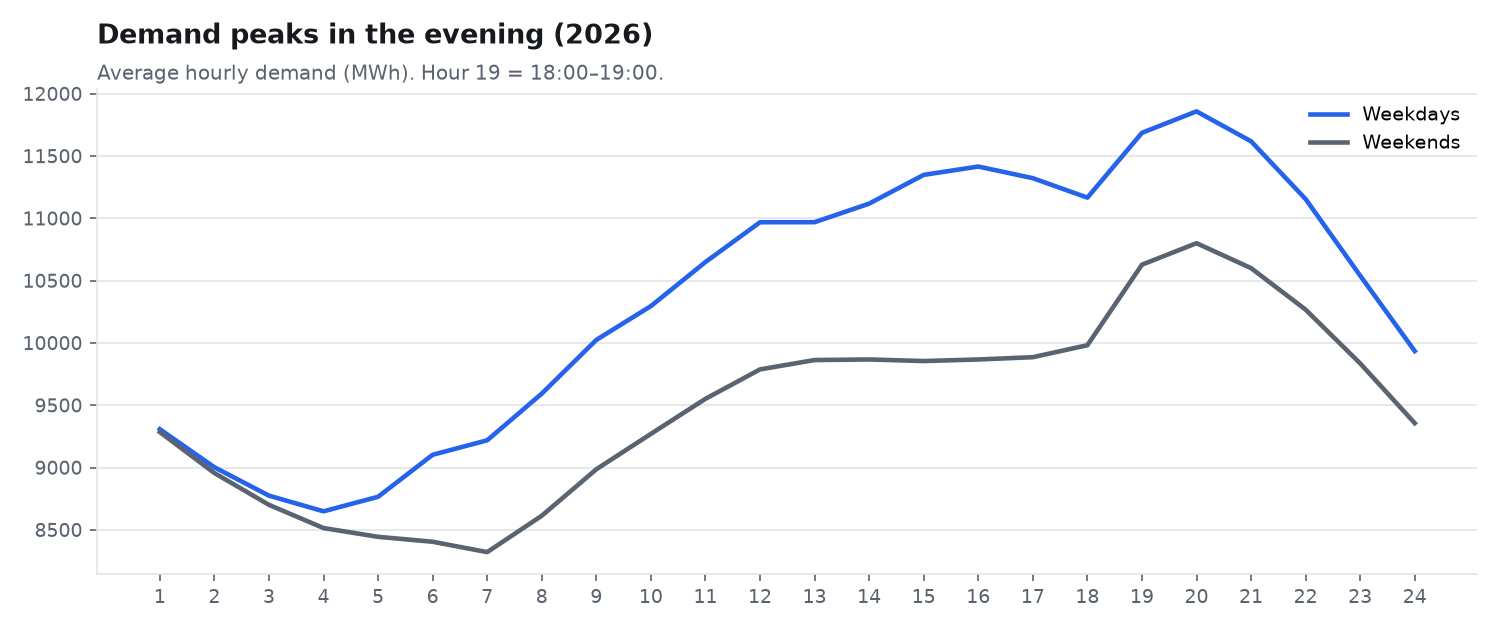 Demand peaks in the evening (2026)
Average hourly demand (MWh). Hour 19 = 18:00–19:00.
12000
11500
11000
10500
10000
9500
9000
8500
Weekdays
Weekends
1 2 3 4 5 6 7 8 9 10 11 12 13 14 15 16 17 18 19 20 21 22 23 24